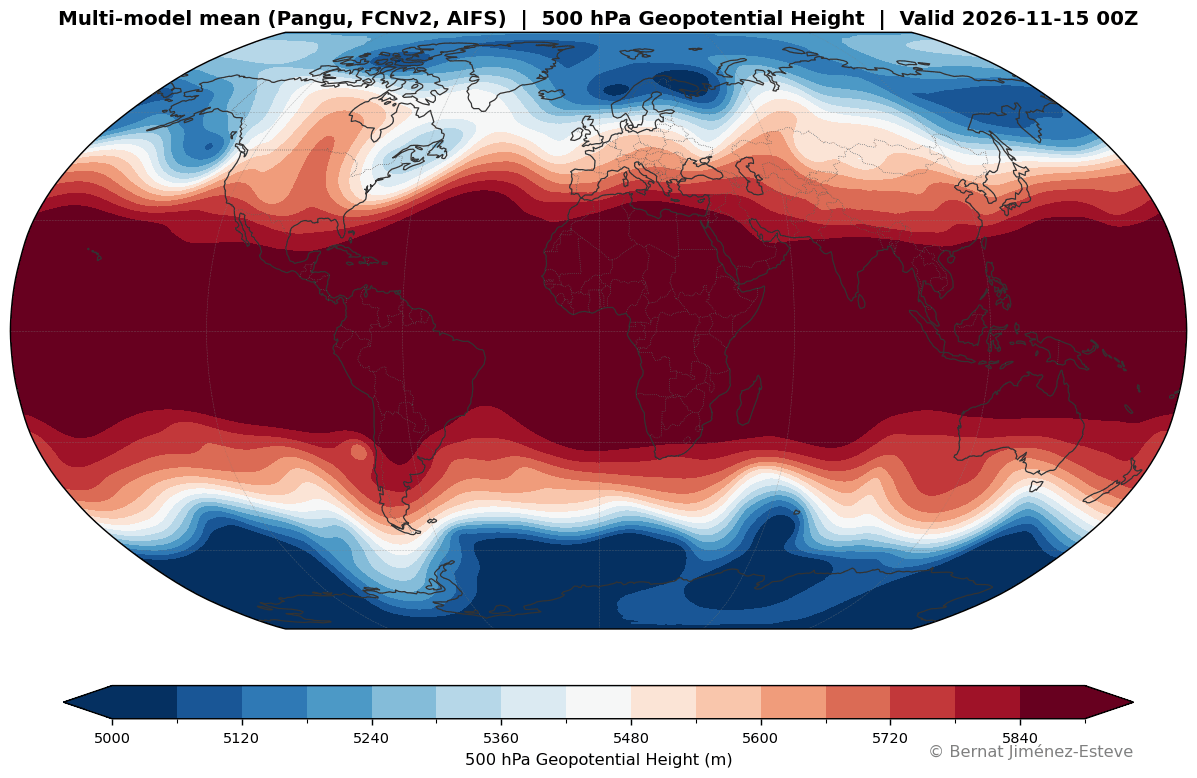 Multi-model mean (Pangu, FCNv2, AIFS) | 500 hPa Geopotential Height | Valid 2026-11-15 00Z
5000 5120 5240 5360 5480 5600 5720 5840
500 hPa Geopotential Height (m)
© Bernat Jiménez-Esteve